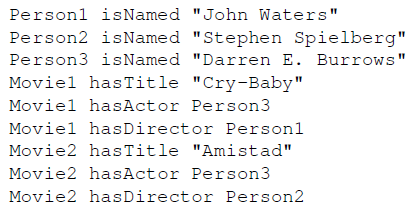 Person1 isNamed "John Waters"
Person2 isNamed "Stephen Spielberg"
Person3 isNamed "Darren E. Burrows"
Movie1 hasTitle "Cry-Baby"
Movie1 hasActor Person3
Movie1 hasDirector Person1
Movie2 hasTitle "Amistad"
Movie2 hasActor Person3
Movie2 hasDirector Person2